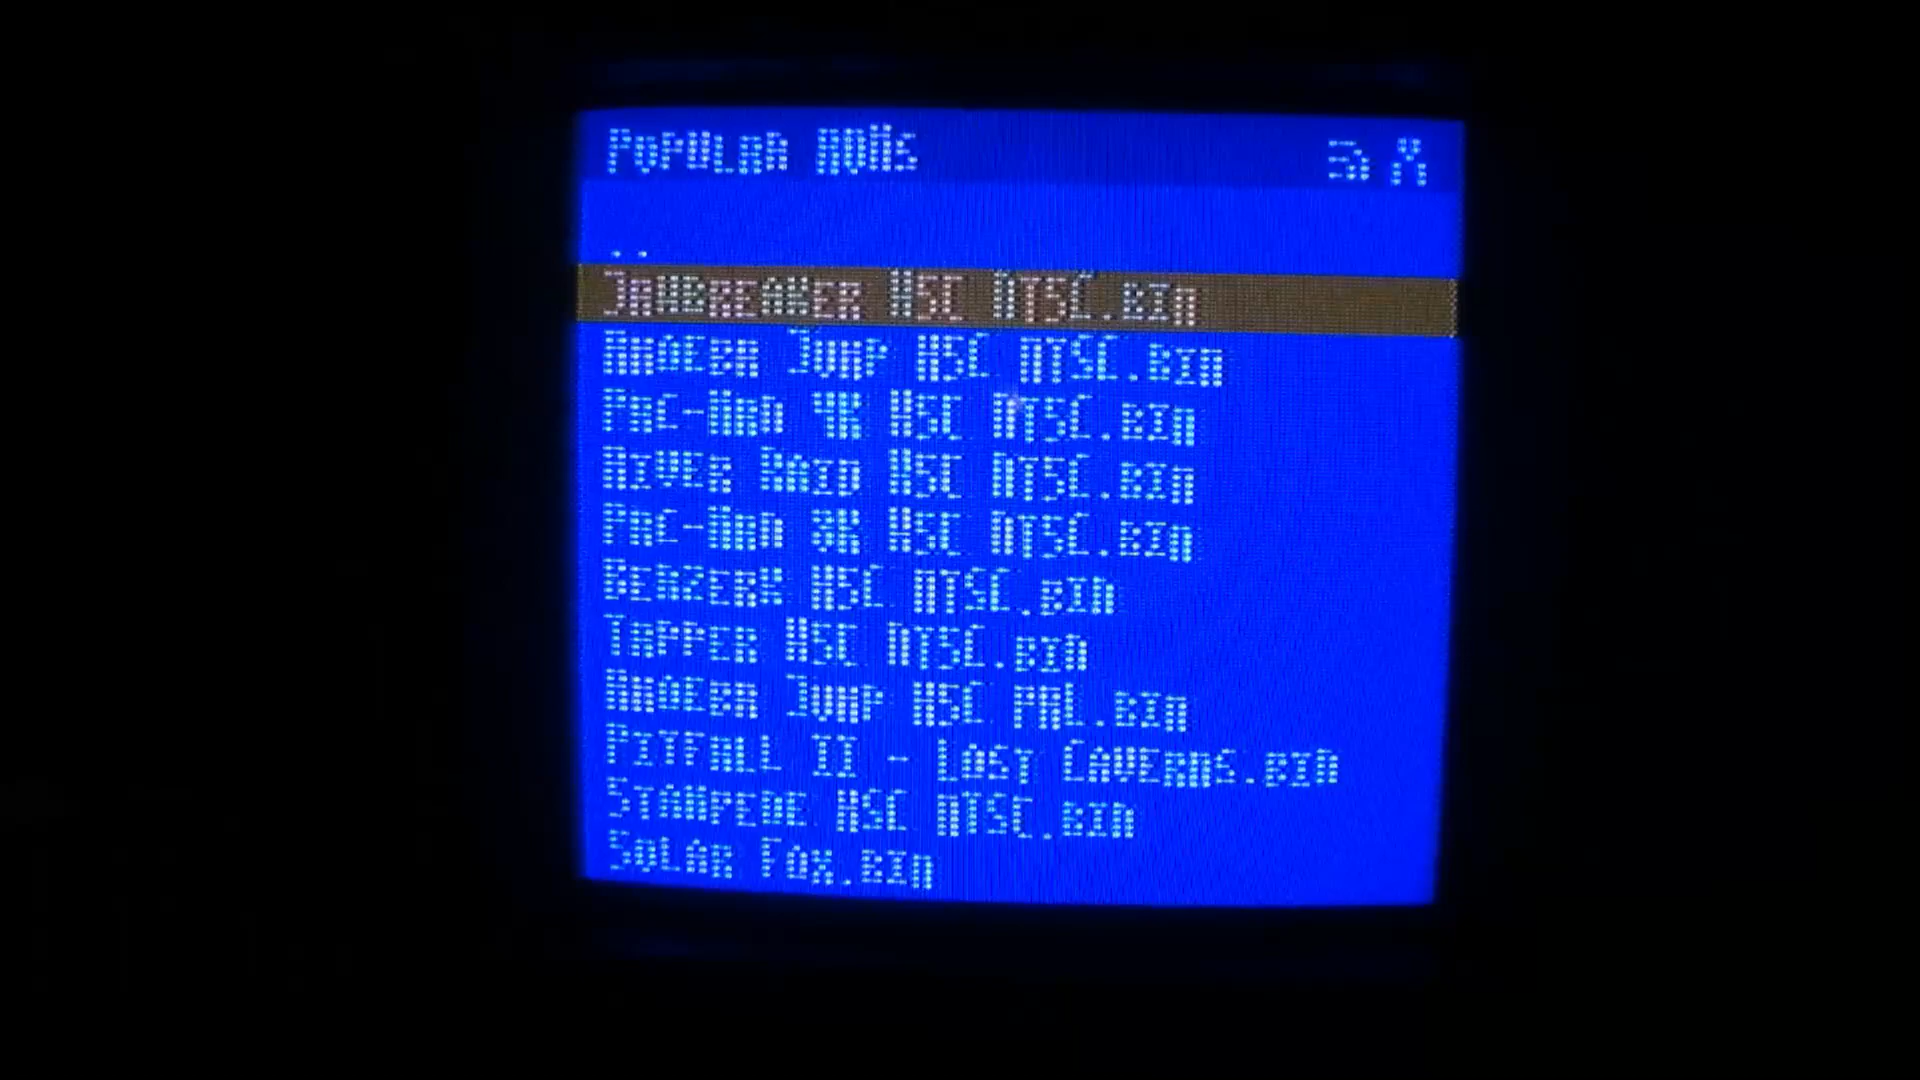 Popular ROMs
..
Jawbreaker HSC NTSC.bin
Amoeba Jump HSC NTSC.bin
Pac-Man 4K HSC NTSC.bin
River Raid HSC NTSC.bin
Pac-Man 8K HSC NTSC.bin
Berzerk HSC NTSC.bin
Tapper HSC NTSC.bin
Amoeba Jump HSC PAL.bin
Pitfall II - Lost Caverns.bin
Stampede HSC NTSC.bin
Solar Fox.bin